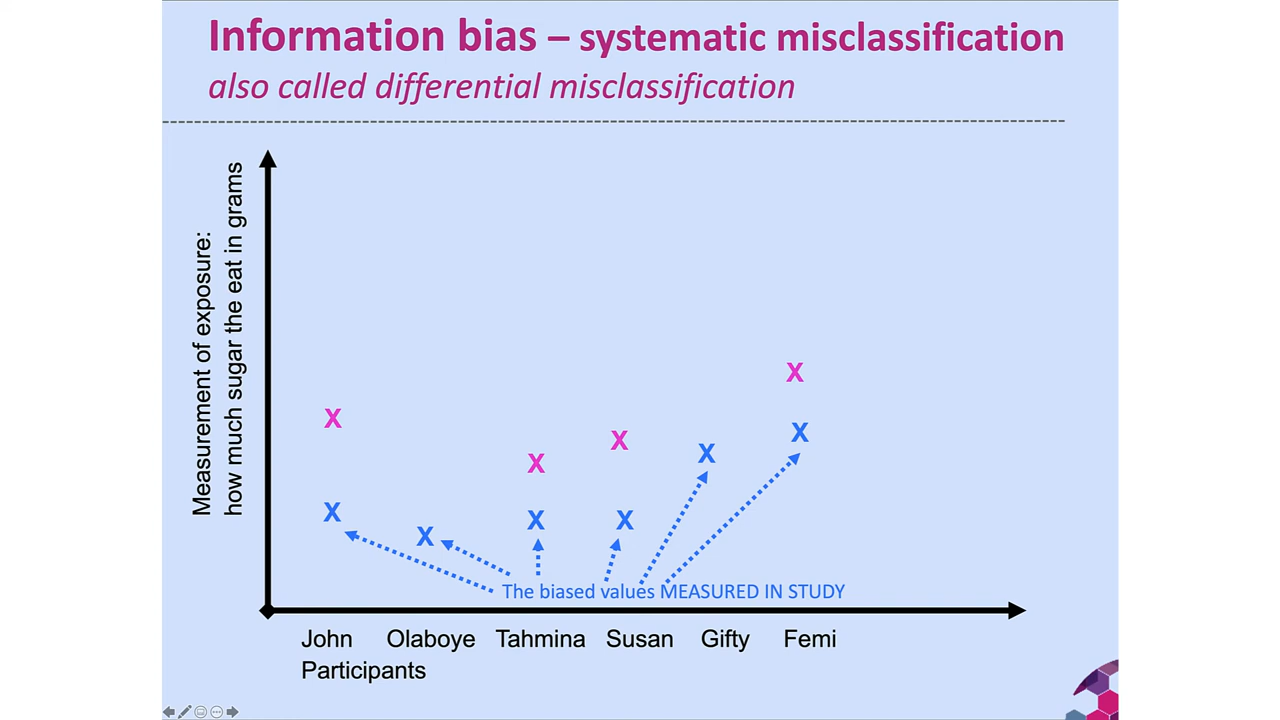 Information bias – systematic misclassification
also called differential misclassification
Measurement of exposure:
how much sugar the eat in grams
X
X
X
X
X
X
X
X
X
X
The biased values MEASURED IN STUDY
John Olaboye Tahmina Susan Gifty Femi
Participants